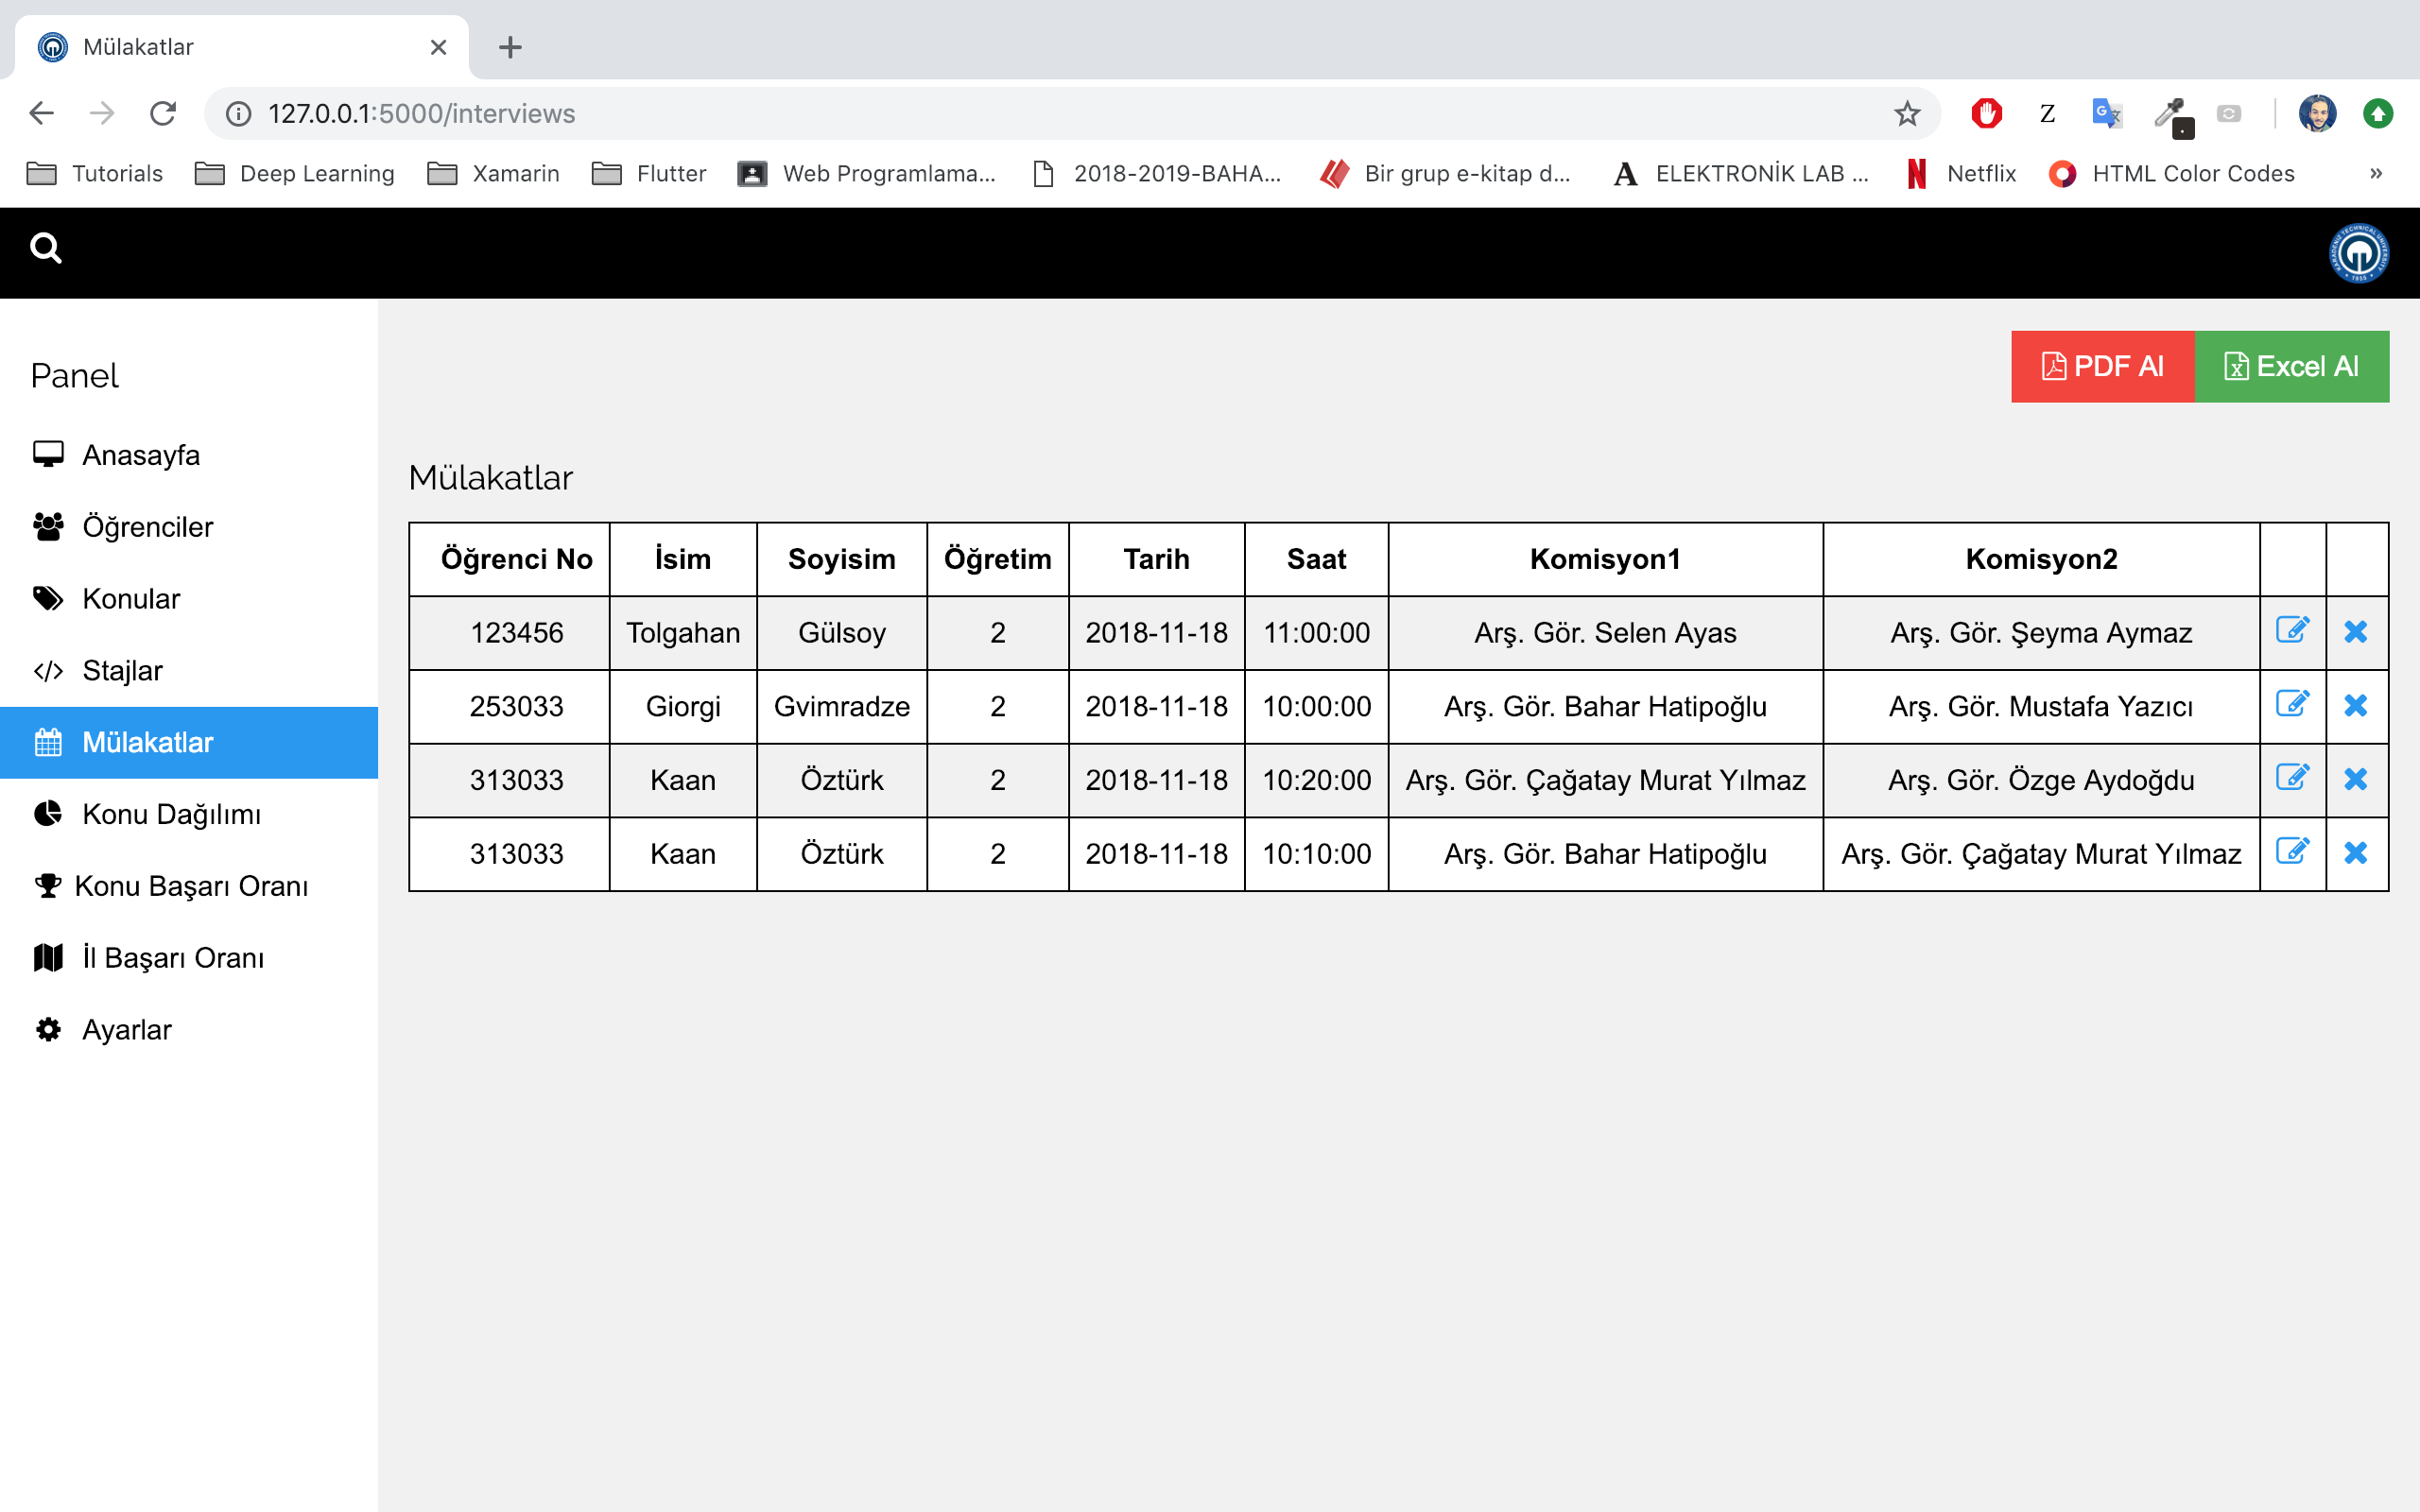 Mülakatlar
127.0.0.1:5000/interviews
Z
Tutorials Deep Learning Xamarin Flutter Web Programlama... 2018-2019-BAHA... Bir grup e-kitap d... A ELEKTRONİK LAB ... N Netflix HTML Color Codes »
KARADENIZ TECHNICAL UNIVERSITY 1955
PDF Al Excel Al
Panel
Anasayfa
Öğrenciler
Konular
Stajlar
Mülakatlar
Konu Dağılımı
Konu Başarı Oranı
İl Başarı Oranı
Ayarlar
Mülakatlar
Öğrenci No İsim Soyisim Öğretim Tarih Saat Komisyon1 Komisyon2
123456 Tolgahan Gülsoy 2 2018-11-18 11:00:00 Arş. Gör. Selen Ayas Arş. Gör. Şeyma Aymaz
253033 Giorgi Gvimradze 2 2018-11-18 10:00:00 Arş. Gör. Bahar Hatipoğlu Arş. Gör. Mustafa Yazıcı
313033 Kaan Öztürk 2 2018-11-18 10:20:00 Arş. Gör. Çağatay Murat Yılmaz Arş. Gör. Özge Aydoğdu
313033 Kaan Öztürk 2 2018-11-18 10:10:00 Arş. Gör. Bahar Hatipoğlu Arş. Gör. Çağatay Murat Yılmaz